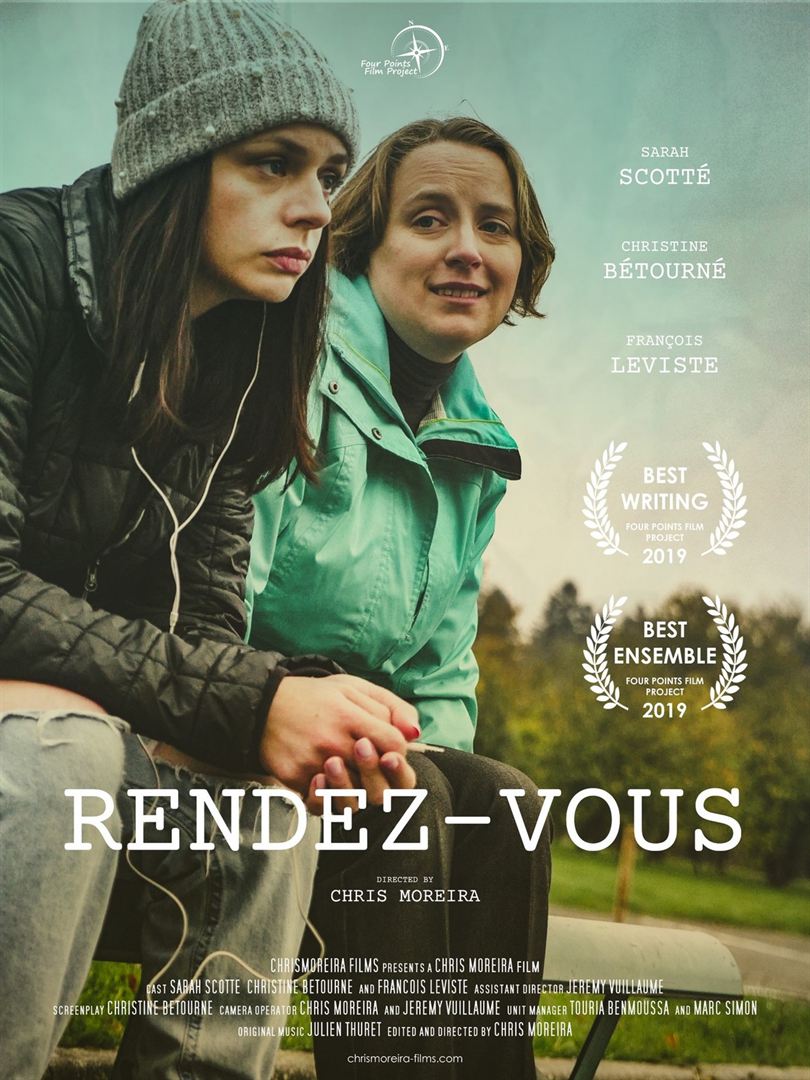 N
E
Four Points
Film Project
SARAH
SCOTTÉ
CHRISTINE
BÉTOURNÉ
FRANÇOIS
LEVISTE
BEST
WRITING
FOUR POINTS FILM
PROJECT
2019
BEST
ENSEMBLE
FOUR POINTS FILM
PROJECT
2019
RENDEZ-VOUS
DIRECTED BY
CHRIS MOREIRA
CHRISMOREIRA FILMS PRESENTS A CHRIS MOREIRA FILM
CAST SARAH SCOTTE CHRISTINE BETOURNE AND FRANCOIS LEVISTE ASSISTANT DIRECTOR JEREMY VUILLAUME
SCREENPLAY CHRISTINE BETOURNE CAMERA OPERATOR CHRIS MOREIRA AND JEREMY VUILLAUME UNIT MANAGER TOURIA BENMOUSSA AND MARC SIMON
ORIGINAL MUSIC JULIEN THURET EDITED AND DIRECTED BY CHRIS MOREIRA
chrismoreira-films.com